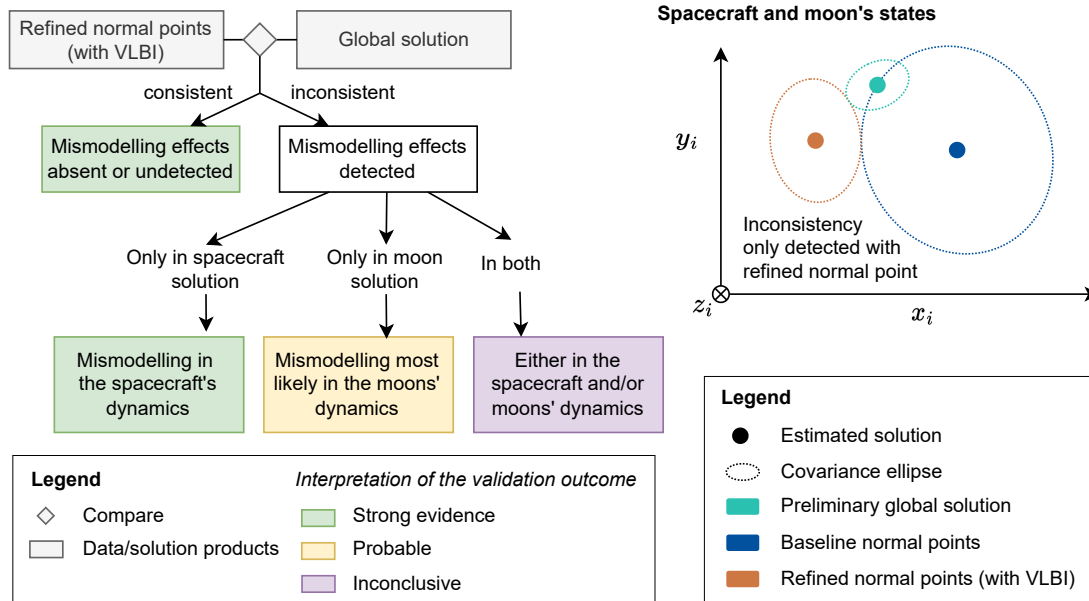 Refined normal points
(with VLBI)
Global solution
consistent
inconsistent
Mismodelling effects
absent or undetected
Mismodelling effects
detected
Only in spacecraft
solution
Only in moon
solution
In both
Mismodelling in
the spacecraft's
dynamics
Mismodelling most
likely in the moons'
dynamics
Either in the
spacecraft and/or
moons' dynamics
Legend
Compare
Data/solution products
Interpretation of the validation outcome
Strong evidence
Probable
Inconclusive
Spacecraft and moon's states
y_i
Inconsistency
only detected with
refined normal point
z_i
x_i
Legend
Estimated solution
Covariance ellipse
Preliminary global solution
Baseline normal points
Refined normal points (with VLBI)